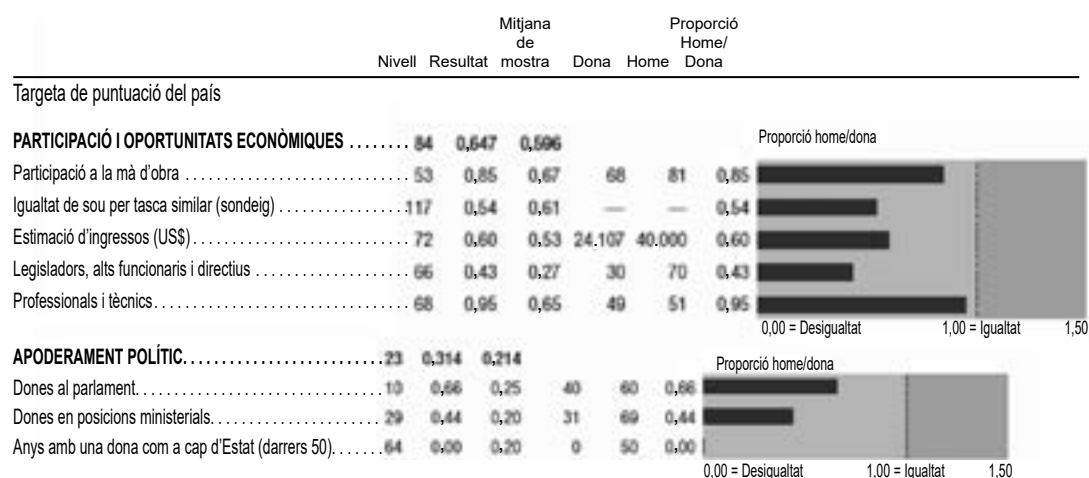 Nivell Resultat Mitjana de mostra Dona Home Proporció Home/ Dona
Targeta de puntuació del país
PARTICIPACIÓ I OPORTUNITATS ECONÒMIQUES ........ 84 0,647 0,596
Proporció home/dona
Participació a la mà d'obra ........ 53 0,85 0,67 68 81 0,85
Igualtat de sou per tasca similar (sondeig) ........ 117 0,54 0,61 — — 0,54
Estimació d'ingressos (US$) ........ 72 0,60 0,53 24.107 40.000 0,60
Legisladors, alts funcionaris i directius ........ 66 0,43 0,27 30 70 0,43
Professionals i tècnics ........ 68 0,95 0,65 49 51 0,95
0,00 = Desigualtat 1,00 = Igualtat 1,50
APODERAMENT POLÍTIC ........ 23 0,314 0,214
Proporció home/dona
Dones al parlament ........ 10 0,66 0,25 40 60 0,66
Dones en posicions ministerials ........ 29 0,44 0,20 31 69 0,44
Anys amb una dona com a cap d'Estat (darrers 50) ........ 64 0,00 0,20 0 50 0,00
0,00 = Desigualtat 1,00 = Igualtat 1,50